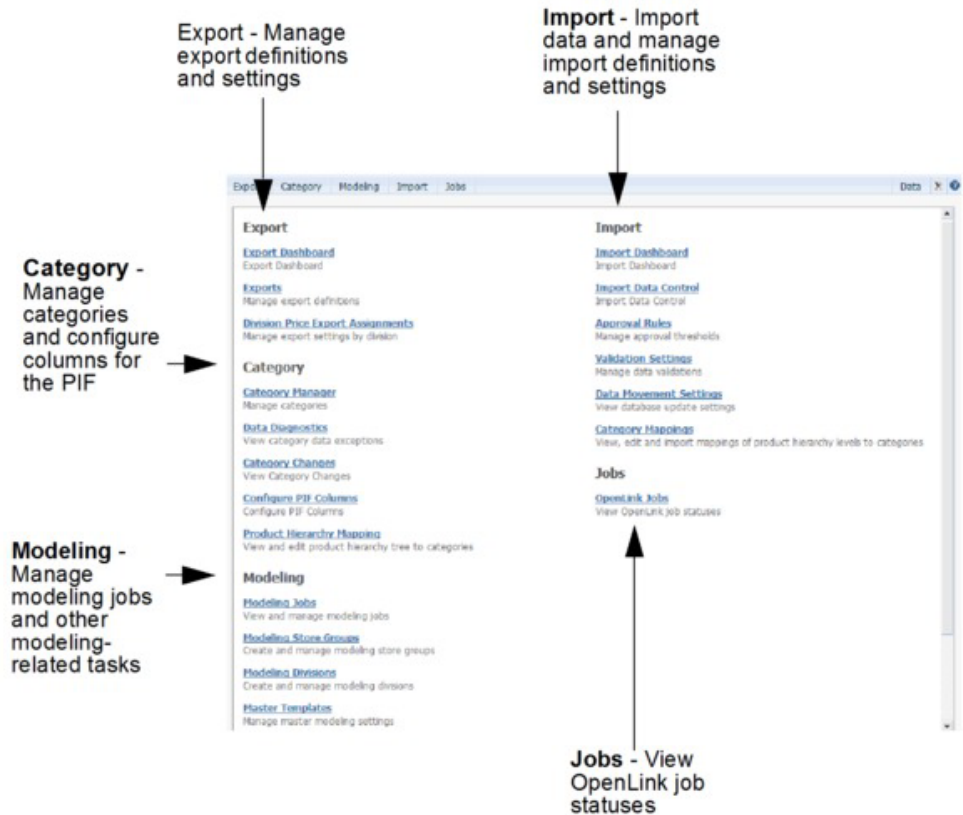 Export - Manage
export definitions
and settings
Import - Import
data and manage
import definitions
and settings
Category -
Manage
categories
and configure
columns for
the PIF
Modeling -
Manage
modeling jobs
and other
modeling-
related tasks
Export Category Modeling Import Jobs Data
Export
Export Dashboard
Export Dashboard
Exports
Manage export definitions
Division Price Export Assignments
Manage export settings by division
Category
Category Manager
Manage categories
Data Diagnostics
View category data exceptions
Category Changes
View Category Changes
Configure PIF Columns
Configure PIF Columns
Product Hierarchy Mapping
View and edit product hierarchy tree to categories
Modeling
Modeling Jobs
View and manage modeling jobs
Modeling Store Groups
Create and manage modeling store groups
Modeling Divisions
Create and manage modeling divisions
Master Templates
Manage master modeling settings
Import
Import Dashboard
Import Dashboard
Import Data Control
Import Data Control
Approval Rules
Manage approval thresholds
Validation Settings
Manage data validations
Data Movement Settings
View database update settings
Category Mappings
View, edit and import mappings of product hierarchy levels to categories
Jobs
OpenLink Jobs
View OpenLink job statuses
Jobs - View
OpenLink job
statuses